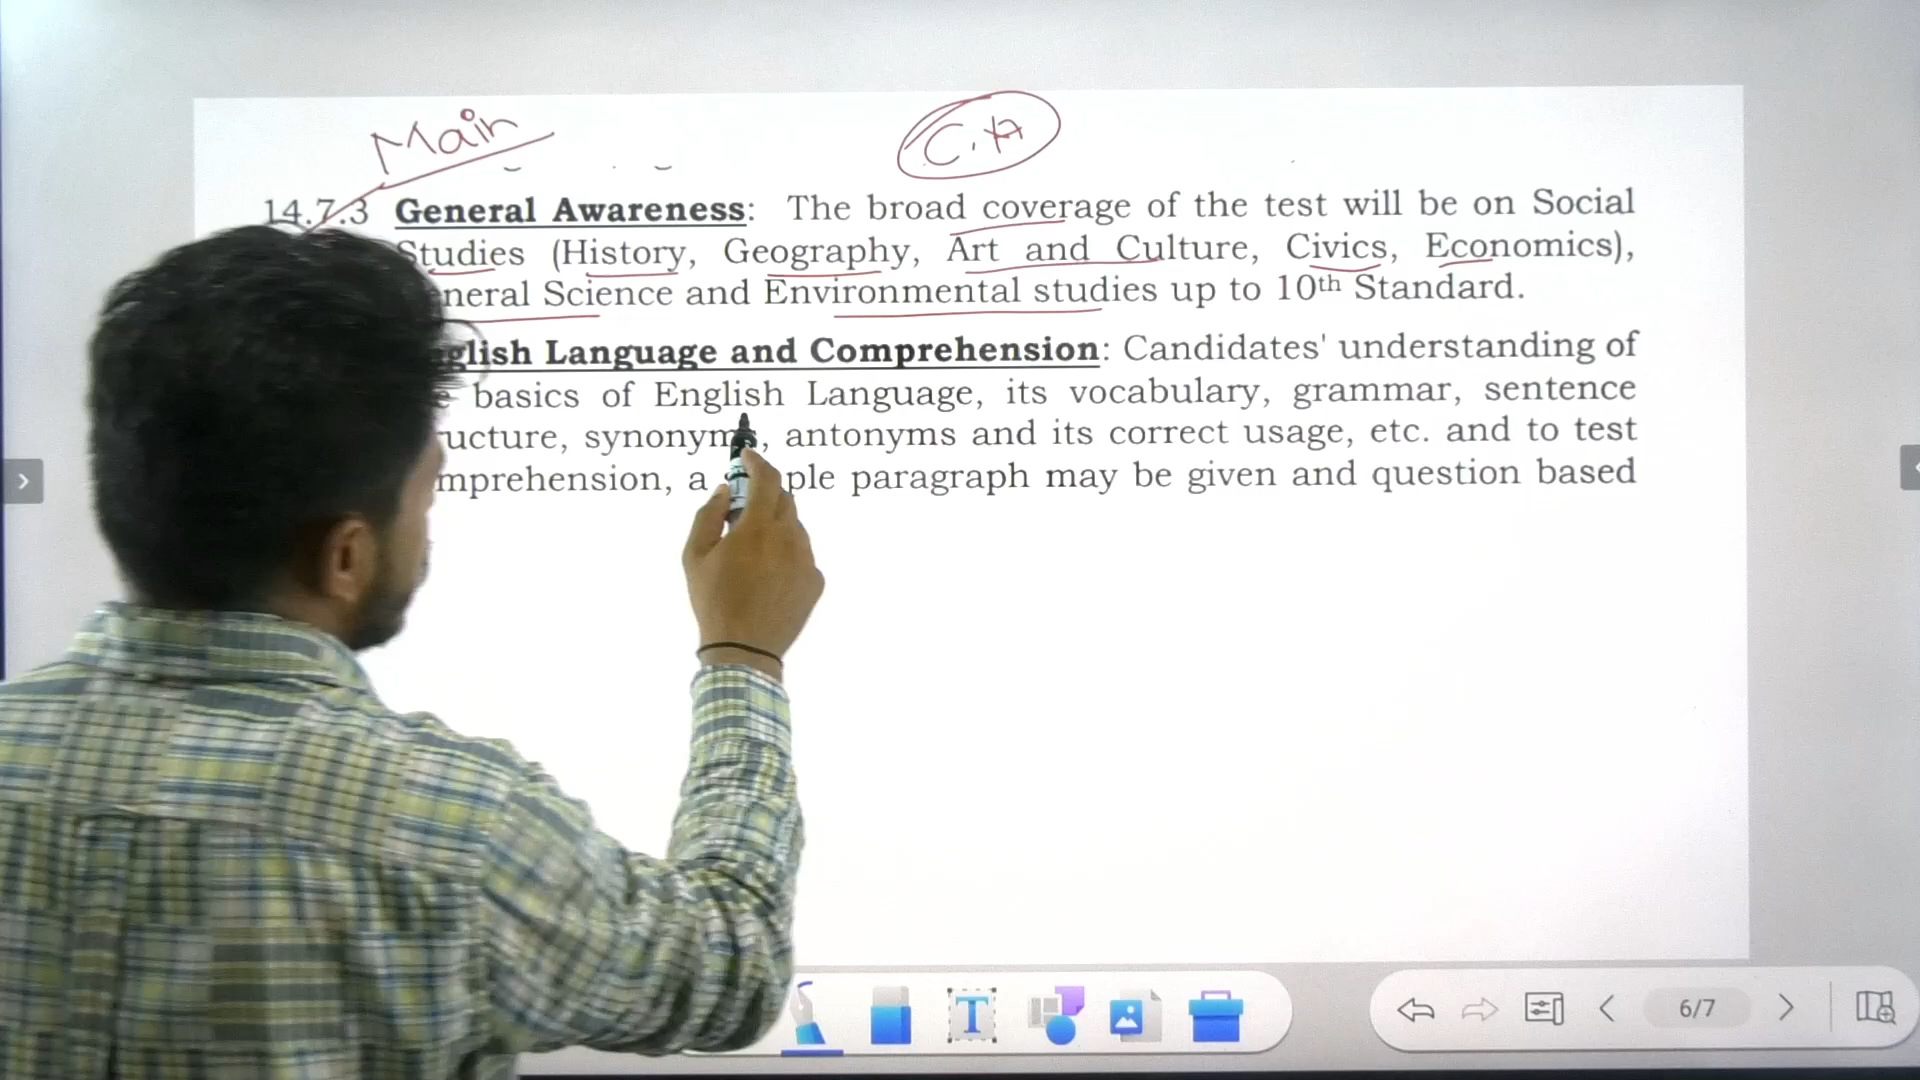 Main
C.A
14.7.3 General Awareness: The broad coverage of the test will be on Social
Studies (History, Geography, Art and Culture, Civics, Economics),
neral Science and Environmental studies up to 10th Standard.
glish Language and Comprehension: Candidates' understanding of
e basics of English Language, its vocabulary, grammar, sentence
ucture, synonyms, antonyms and its correct usage, etc. and to test
mprehension, a ple paragraph may be given and question based
T
6/7